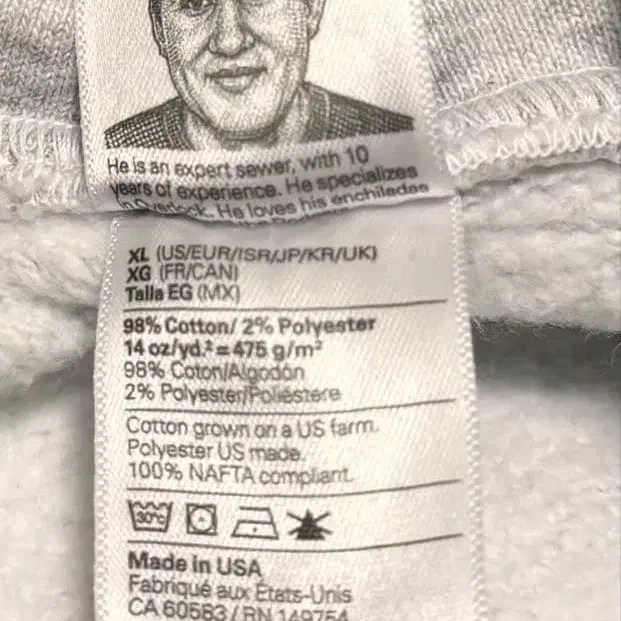 He is an expert sewer, with 10
years of experience. He specializes
in Overlock. He loves his enchiladas
XL (US/EUR/ISR/JP/KR/UK)
XG (FR/CAN)
Talla EG (MX)
98% Cotton/ 2% Polyester
14 oz/yd.² = 475 g/m²
98% Coton/Algodón
2% Polyester/Poliéstere
Cotton grown on a US farm.
Polyester US made.
100% NAFTA compliant.
30°C
Made in USA
Fabriqué aux États-Unis
CA 60583 / RN 149754